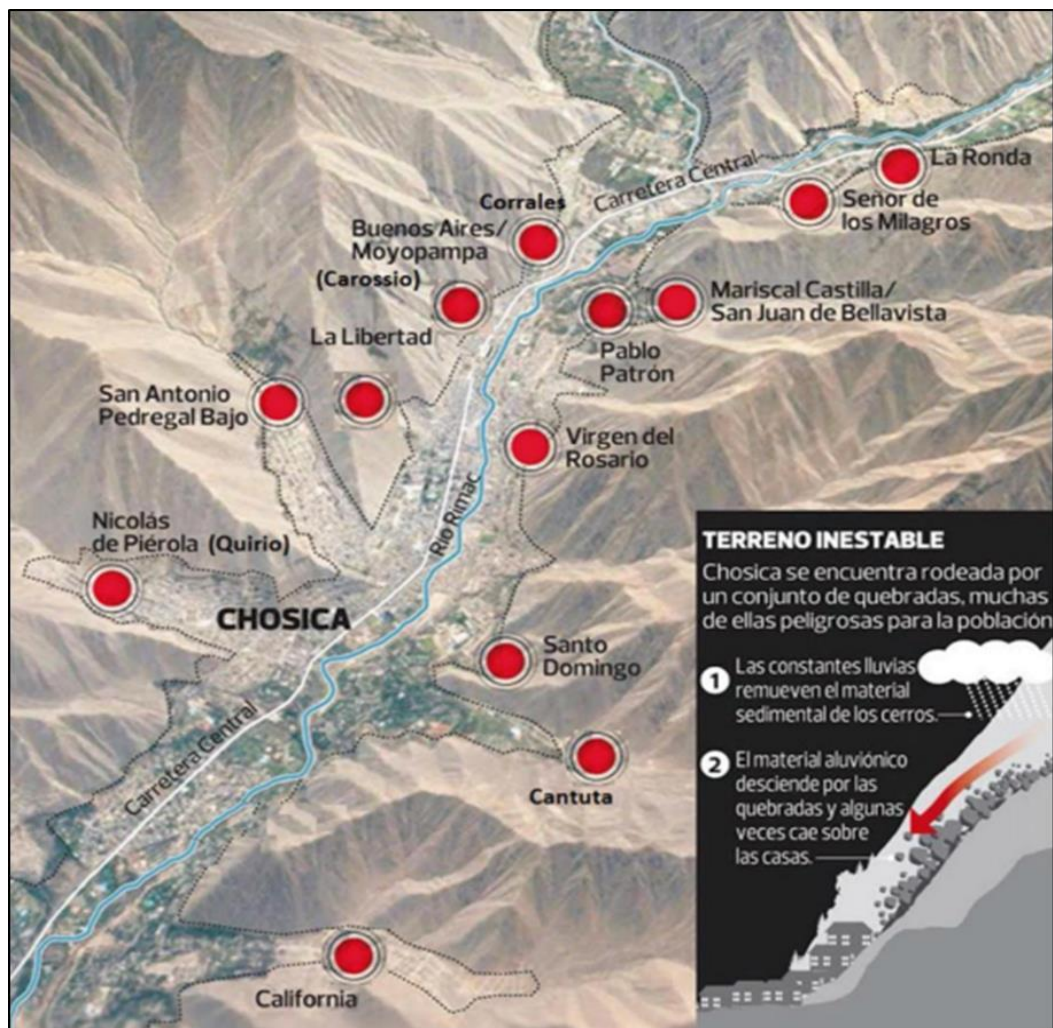 Carretera Central
La Ronda
Señor de
los Milagros
Corrales
Buenos Aires/
Moyopampa
(Carossio)
La Libertad
Mariscal Castilla/
San Juan de Bellavista
Pablo
Patrón
San Antonio
Pedregal Bajo
Virgen del
Rosario
Río Rímac
Nicolás
de Piérola (Quirio)
CHOSICA
Santo
Domingo
Carretera Central
Cantuta
California
TERRENO INESTABLE
Chosica se encuentra rodeada por
un conjunto de quebradas, muchas
de ellas peligrosas para la población
1 Las constantes lluvias
remueven el material
sedimental de los cerros.
2 El material aluviónico
desciende por las
quebradas y algunas
veces cae sobre
las casas.